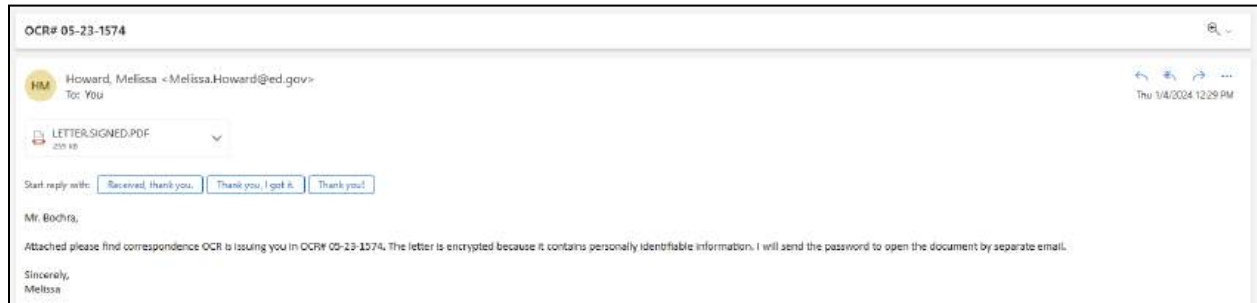 OCR# 05-23-1574
HM
Howard, Melissa <Melissa.Howard@ed.gov>
To: You
Thu 1/4/2024 12:29 PM
LETTER.SIGNED.PDF
255 KB
Start reply with: Received, thank you. Thank you, I got it. Thank you!
Mr. Bochra,
Attached please find correspondence OCR is issuing you in OCR# 05-23-1574. The letter is encrypted because it contains personally identifiable information. I will send the password to open the document by separate email.
Sincerely,
Melissa